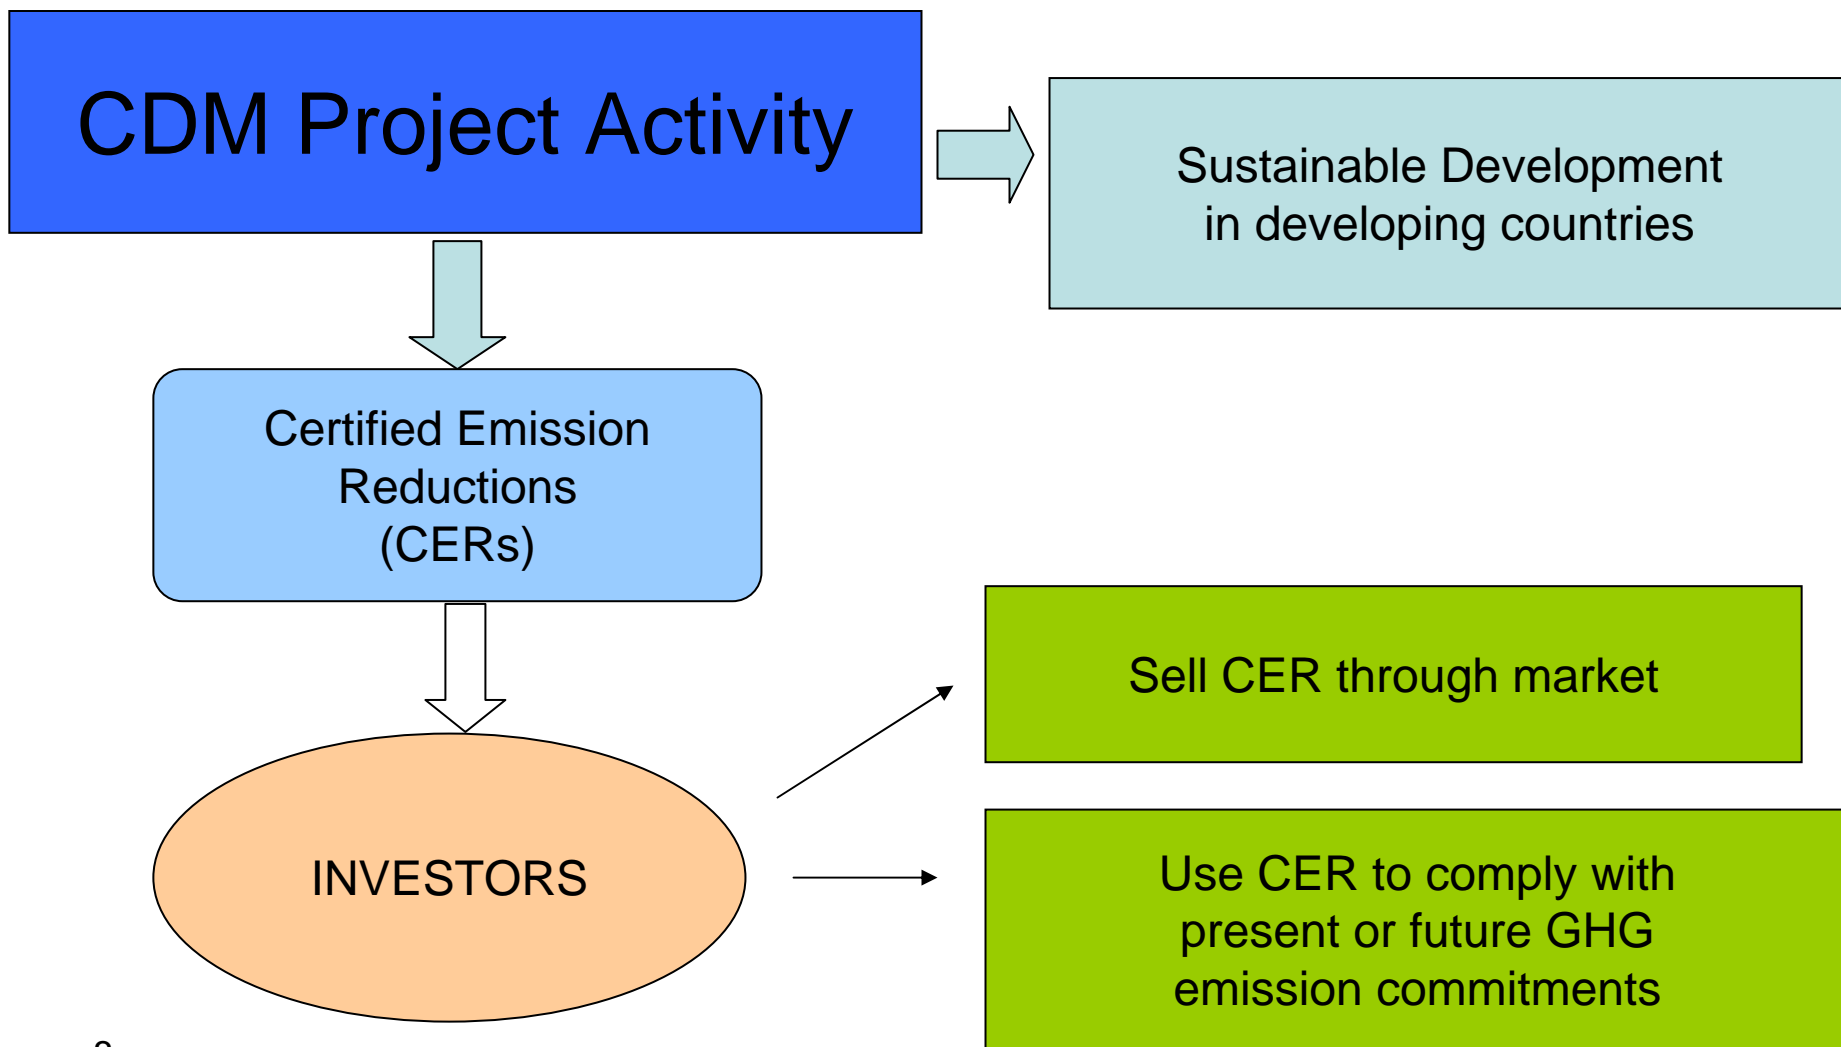 CDM Project Activity
Sustainable Development
in developing countries
Certified Emission
Reductions
(CERs)
Sell CER through market
INVESTORS
Use CER to comply with
present or future GHG
emission commitments